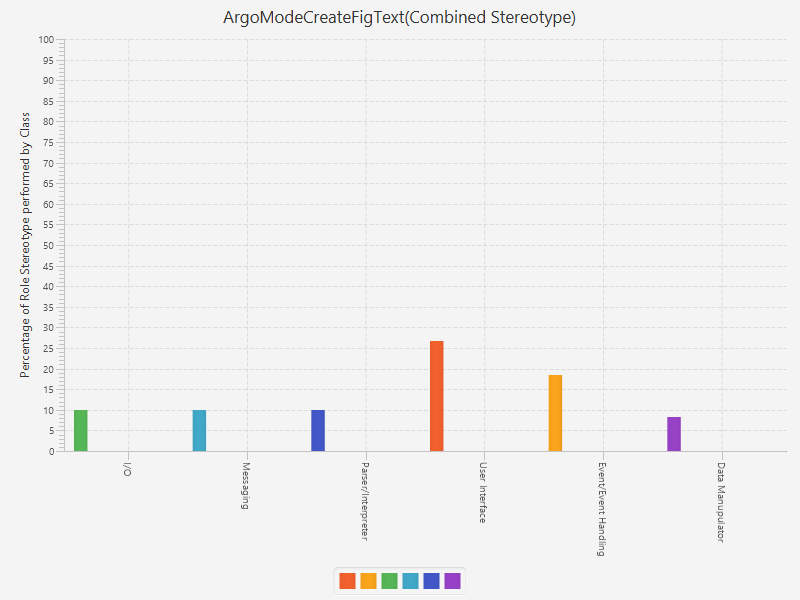 ArgoModeCreateFigText(Combined Stereotype)
Percentage of Role Stereotype performed by Class
100
95
90
85
80
75
70
65
60
55
50
45
40
35
30
25
20
15
10
5
0
I/O
Messaging
Parser/Interpreter
User Interface
Event/Event Handling
Data Manupulator